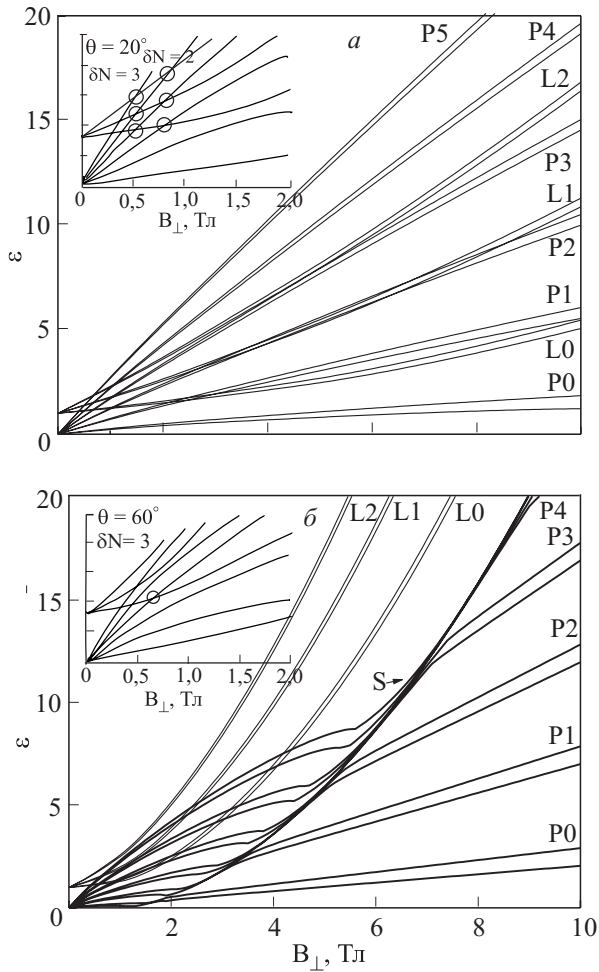 20
15
10
5
0
ε
a
P5
P4
L2
P3
L1
P2
P1
L0
P0
θ = 20°
δN = 2
δN = 3
0 0,5 1,0 1,5 2,0
B⊥, Тл
20
15
10
5
0
ε
б
L2 L1 L0
P4
P3
P2
P1
P0
S
θ = 60°
δN = 3
0 0,5 1,0 1,5 2,0
B⊥, Тл
2 4 6 8 10
B⊥, Тл